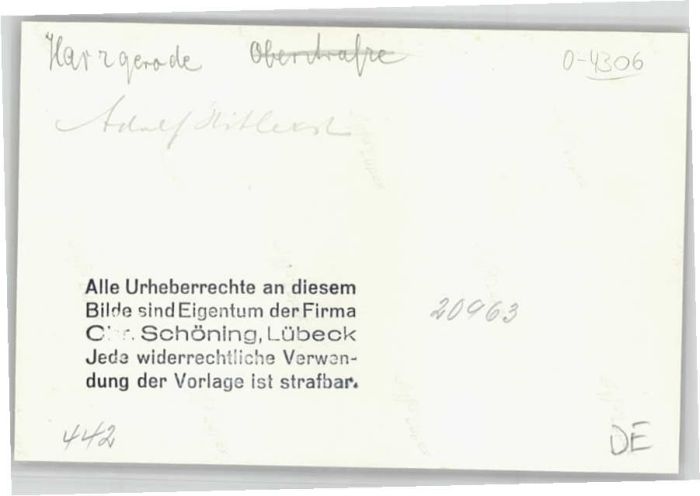 Harzgerode Oberstraße O-4306
Adolf Hitlerstr
Alle Urheberrechte an diesem
Bilde sind Eigentum der Firma
Chr. Schöning, Lübeck
Jede widerrechtliche Verwen-
dung der Vorlage ist strafbar.
20963
442 DE